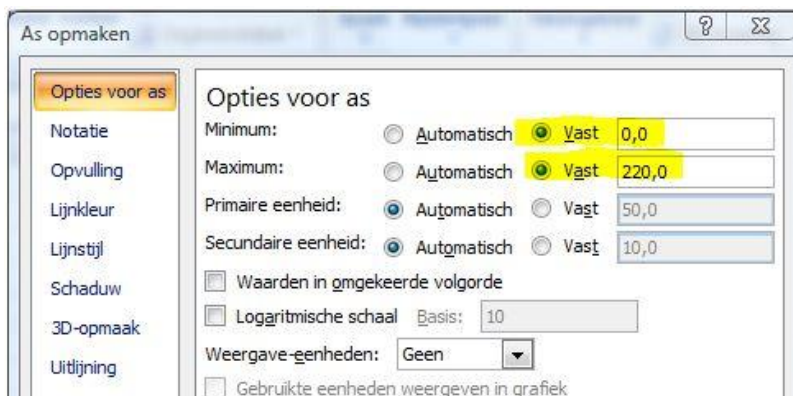 As opmaken
Opties voor as
Notatie
Opvulling
Lijnkleur
Lijnstijl
Schaduw
3D-opmaak
Uitlijning
Opties voor as
Minimum: Automatisch Vast 0,0
Maximum: Automatisch Vast 220,0
Primaire eenheid: Automatisch Vast 50,0
Secundaire eenheid: Automatisch Vast 10,0
Waarden in omgekeerde volgorde
Logaritmische schaal Basis: 10
Weergave-eenheden: Geen
Gebruikte eenheden weergeven in grafiek